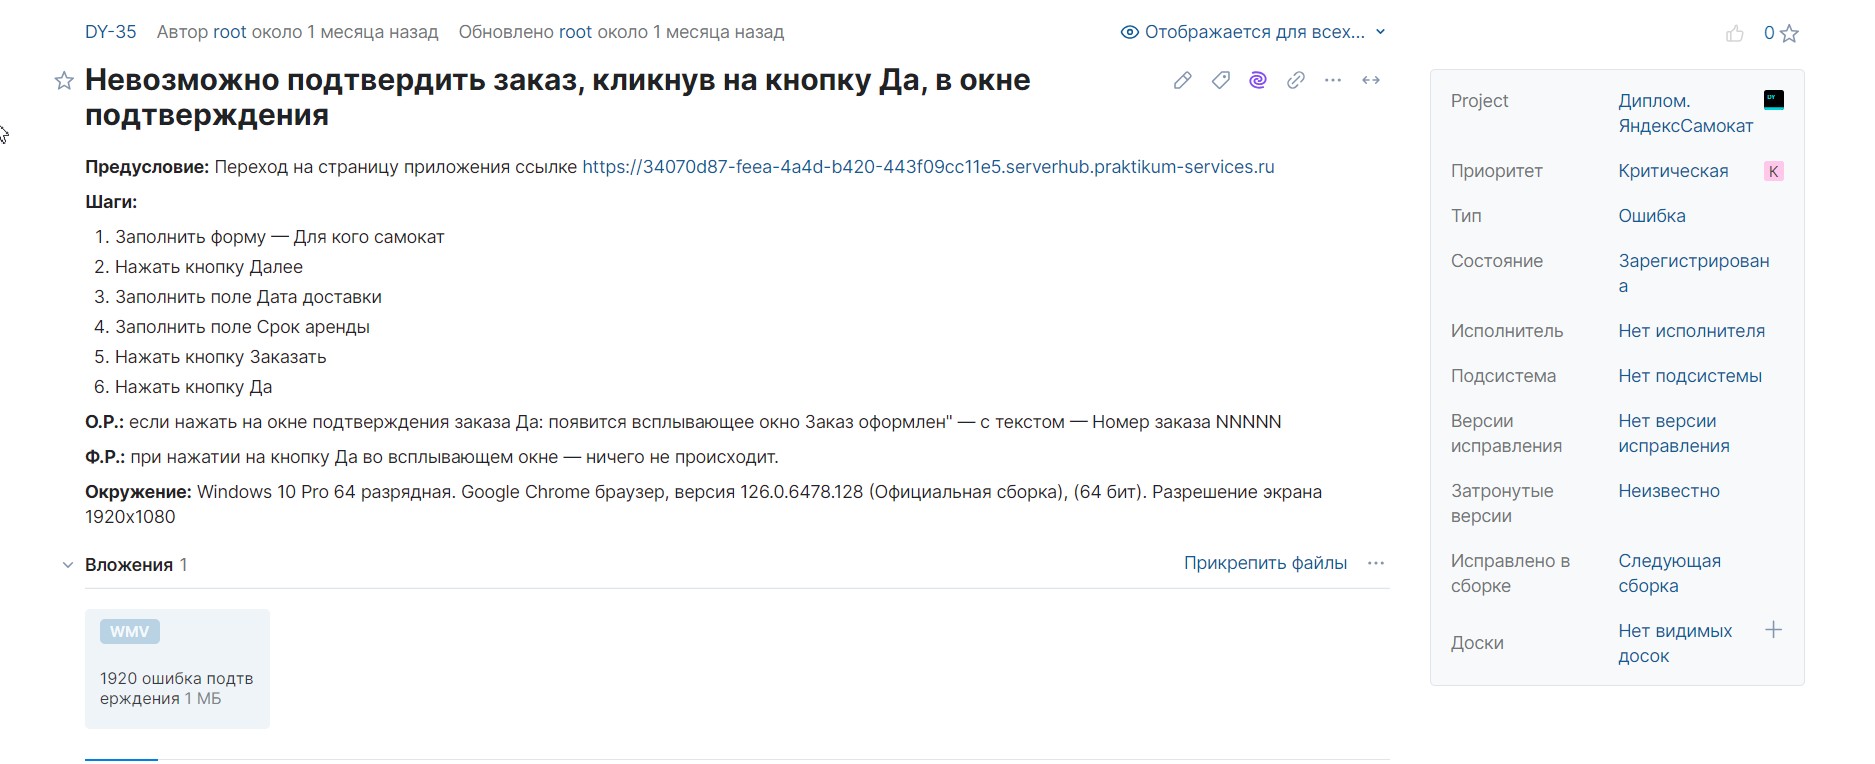 DY-35 Автор root около 1 месяца назад Обновлено root около 1 месяца назад Отображается для всех...
0
Невозможно подтвердить заказ, кликнув на кнопку Да, в окне
подтверждения
Предусловие: Переход на страницу приложения ссылке https://34070d87-feea-4a4d-b420-443f09cc11e5.serverhub.praktikum-services.ru
Шаги:
1. Заполнить форму — Для кого самокат
2. Нажать кнопку Далее
3. Заполнить поле Дата доставки
4. Заполнить поле Срок аренды
5. Нажать кнопку Заказать
6. Нажать кнопку Да
О.Р.: если нажать на окне подтверждения заказа Да: появится всплывающее окно Заказ оформлен" — с текстом — Номер заказа NNNNN
Ф.Р.: при нажатии на кнопку Да во всплывающем окне — ничего не происходит.
Окружение: Windows 10 Pro 64 разрядная. Google Chrome браузер, версия 126.0.6478.128 (Официальная сборка), (64 бит). Разрешение экрана
1920x1080
Вложения 1
Прикрепить файлы
WMV
1920 ошибка подтв
ерждения 1 МБ
Project Диплом.
ЯндексСамокат
DY
Приоритет Критическая К
Тип Ошибка
Состояние Зарегистрирован
а
Исполнитель Нет исполнителя
Подсистема Нет подсистемы
Версии Нет версии
исправления исправления
Затронутые Неизвестно
версии
Исправлено в Следующая
сборке сборка
Доски Нет видимых
досок